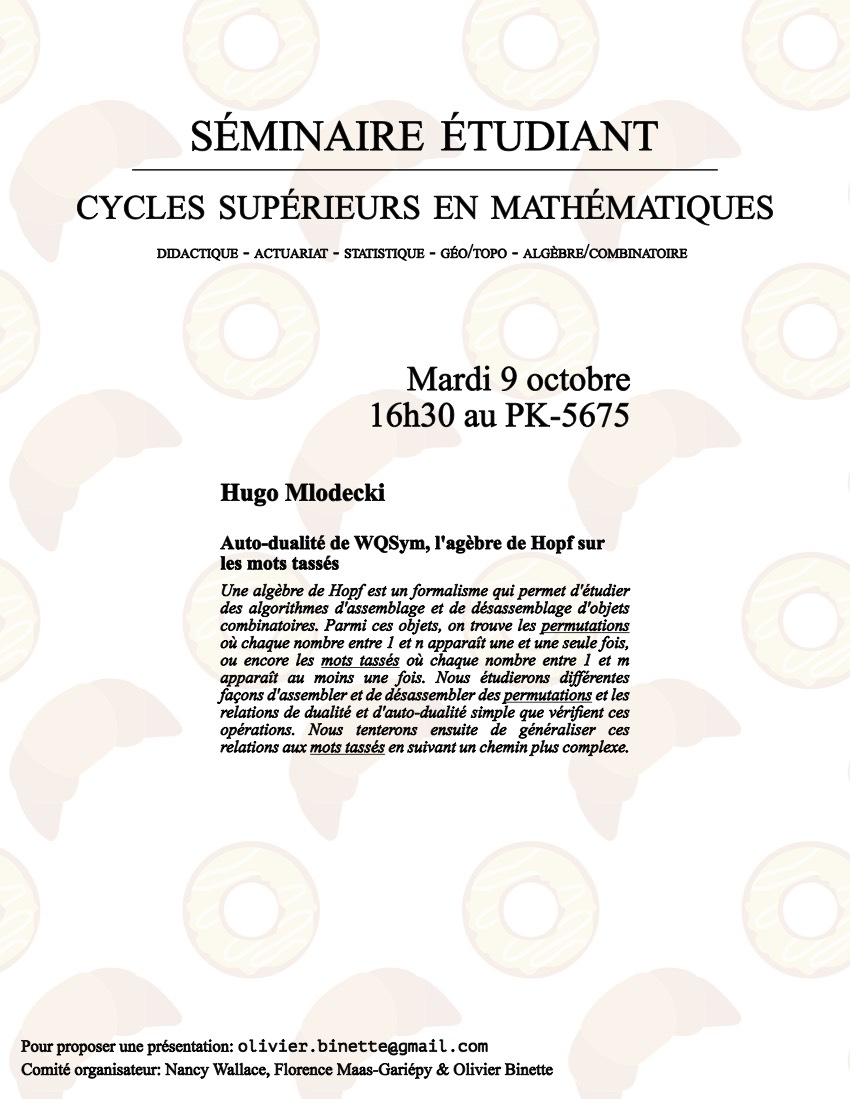 SÉMINAIRE ÉTUDIANT
CYCLES SUPÉRIEURS EN MATHÉMATIQUES
DIDACTIQUE - ACTUARIAT - STATISTIQUE - GÉO/TOPO - ALGÈBRE/COMBINATOIRE
Mardi 9 octobre
16h30 au PK-5675
Hugo Mlodecki
Auto-dualité de WQSym, l'agèbre de Hopf sur
les mots tassés
Une algèbre de Hopf est un formalisme qui permet d'étudier
des algorithmes d'assemblage et de désassemblage d'objets
combinatoires. Parmi ces objets, on trouve les permutations
où chaque nombre entre 1 et n apparaît une et une seule fois,
ou encore les mots tassés où chaque nombre entre 1 et m
apparaît au moins une fois. Nous étudierons différentes
façons d'assembler et de désassembler des permutations et les
relations de dualité et d'auto-dualité simple que vérifient ces
opérations. Nous tenterons ensuite de généraliser ces
relations aux mots tassés en suivant un chemin plus complexe.
Pour proposer une présentation: olivier.binette@gmail.com
Comité organisateur: Nancy Wallace, Florence Maas-Gariépy & Olivier Binette